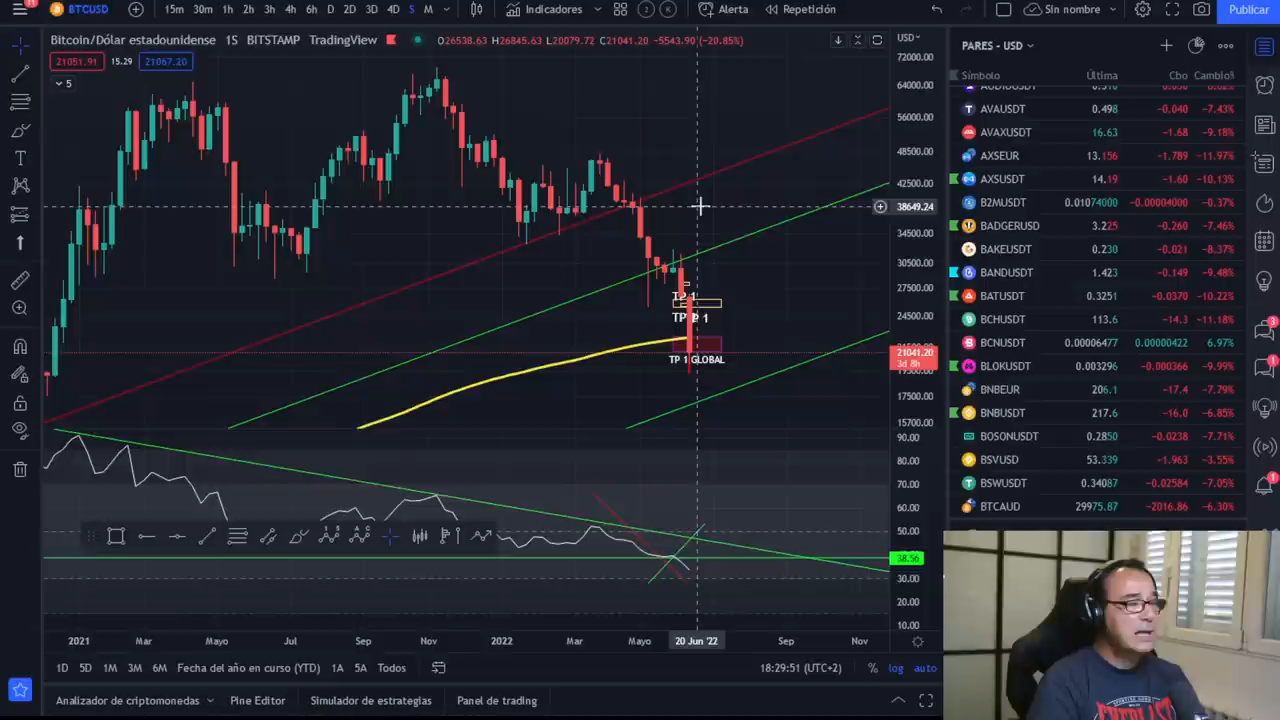 11
BTCUSD
15m 30m 1h 2h 3h 4h 6h D 2D 3D 4D S M
Indicadores
2
Alerta
Repetición
Sin nombre
Publicar
Bitcoin/Dólar estadounidense 1S BITSTAMP TradingView
O26538.63 H26845.63 L20079.72 C21041.20 -5543.90 (-20.85%)
21051.91 15.29 21067.20
5
USD
72000.00
64000.00
56000.00
48500.00
42500.00
38649.24
34500.00
30500.00
27500.00
24500.00
21041.20
3d 8h
17500.00
15700.00
TP 1
TP 1
TP 1 GLOBAL
90.00
80.00
70.00
60.00
50.00
38.56
30.00
20.00
10.00
2021 Mar Mayo Jul Sep Nov 2022 Mar Mayo 20 Jun '22 Sep Nov
1D 5D 1M 3M 6M Fecha del año en curso (YTD) 1A 5A Todos
18:29:51 (UTC+2) % log auto
Analizador de criptomonedas Pine Editor Simulador de estrategias Panel de trading
PARES - USD
Símbolo Última Cbo Cambio%
AVAUSDT 0.498 −0.040 −7.43%
AVAXUSDT 16.63 −1.68 −9.18%
AXSEUR 13.156 −1.789 −11.97%
AXSUSDT 14.19 −1.60 −10.13%
B2MUSDT 0.01074000 −0.00004000 −0.37%
BADGERUSD 3.225 −0.260 −7.46%
BAKEUSDT 0.230 −0.021 −8.37%
BANDUSDT 1.423 −0.149 −9.48%
BATUSDT 0.3251 −0.0370 −10.22%
BCHUSDT 113.6 −14.3 −11.18%
BCNUSDT 0.00006477 0.00000422 6.97%
BLOKUSDT 0.003296 −0.000366 −9.99%
BNBEUR 206.1 −17.4 −7.79%
BNBUSDT 217.6 −16.0 −6.85%
BOSONUSDT 0.2850 −0.0238 −7.71%
BSVUSD 53.339 −1.963 −3.55%
BSWUSDT 0.34087 −0.02584 −7.05%
BTCAUD 29975.87 −2016.86 −6.30%
3
1
1
EVERLAST